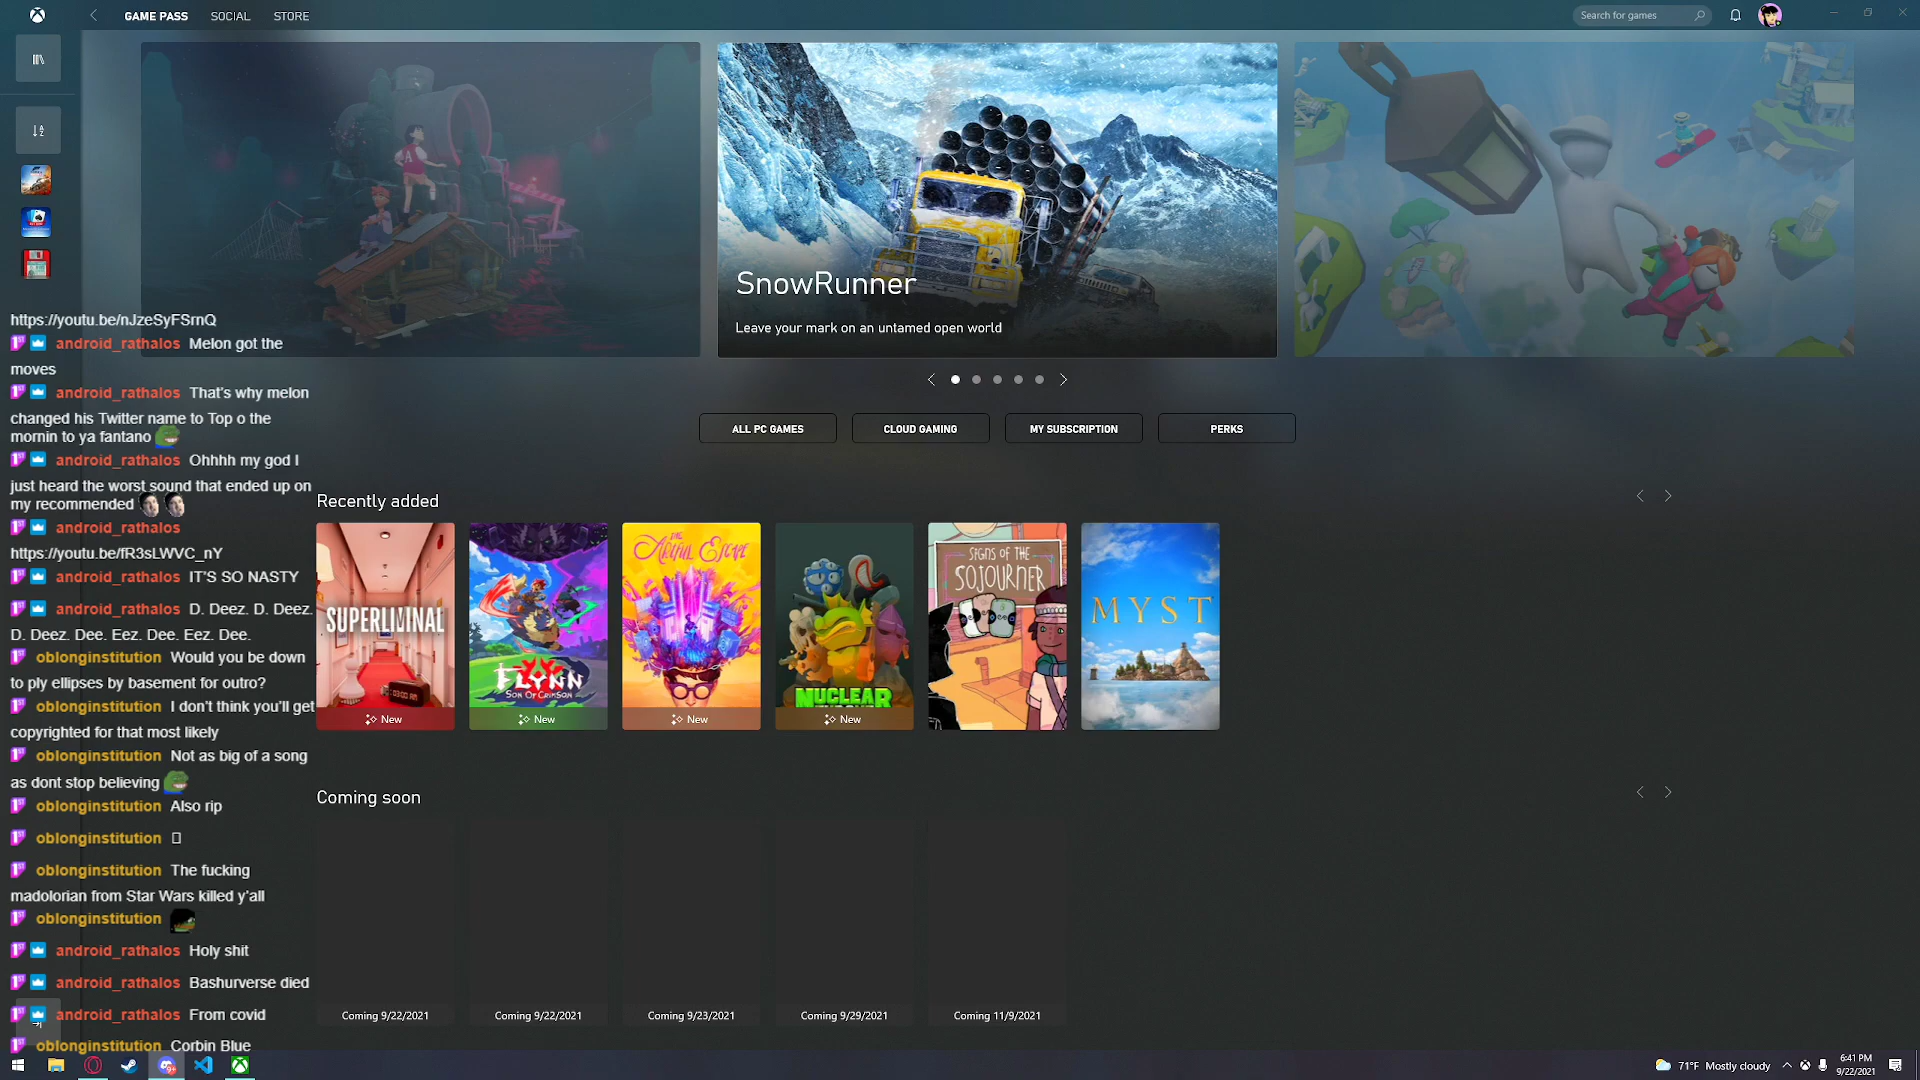 GAME PASS
SOCIAL
STORE
Search for games
SnowRunner
Leave your mark on an untamed open world
ALL PC GAMES
CLOUD GAMING
MY SUBSCRIPTION
PERKS
https://youtu.be/nJzeSyFSrnQ
android_rathalos Melon got the
moves
android_rathalos That's why melon
changed his Twitter name to Top o the
mornin to ya fantano
android_rathalos Ohhhh my god I
just heard the worst sound that ended up on
my recommended
android_rathalos
https://youtu.be/fR3sLWVC_nY
android_rathalos IT'S SO NASTY
android_rathalos D. Deez. D. Deez.
D. Deez. Dee. Eez. Dee. Eez. Dee.
oblonginstitution Would you be down
to ply ellipses by basement for outro?
oblonginstitution I don't think you'll get
copyrighted for that most likely
oblonginstitution Not as big of a song
as dont stop believing
oblonginstitution Also rip
oblonginstitution
oblonginstitution The fucking
madolorian from Star Wars killed y'all
oblonginstitution
android_rathalos Holy shit
android_rathalos Bashurverse died
android_rathalos From covid
oblonginstitution Corbin Blue
Recently added
SUPERLIMINAL
03:00 AM
New
FLYNN
SON OF CRIMSON
New
THE
ARTFUL ESCAPE
New
NUCLEAR
New
SIGNS OF THE
SOJOURNER
MYST
Coming soon
Coming 9/22/2021
Coming 9/22/2021
Coming 9/23/2021
Coming 9/29/2021
Coming 11/9/2021
71°F Mostly cloudy
6:41 PM
9/22/2021